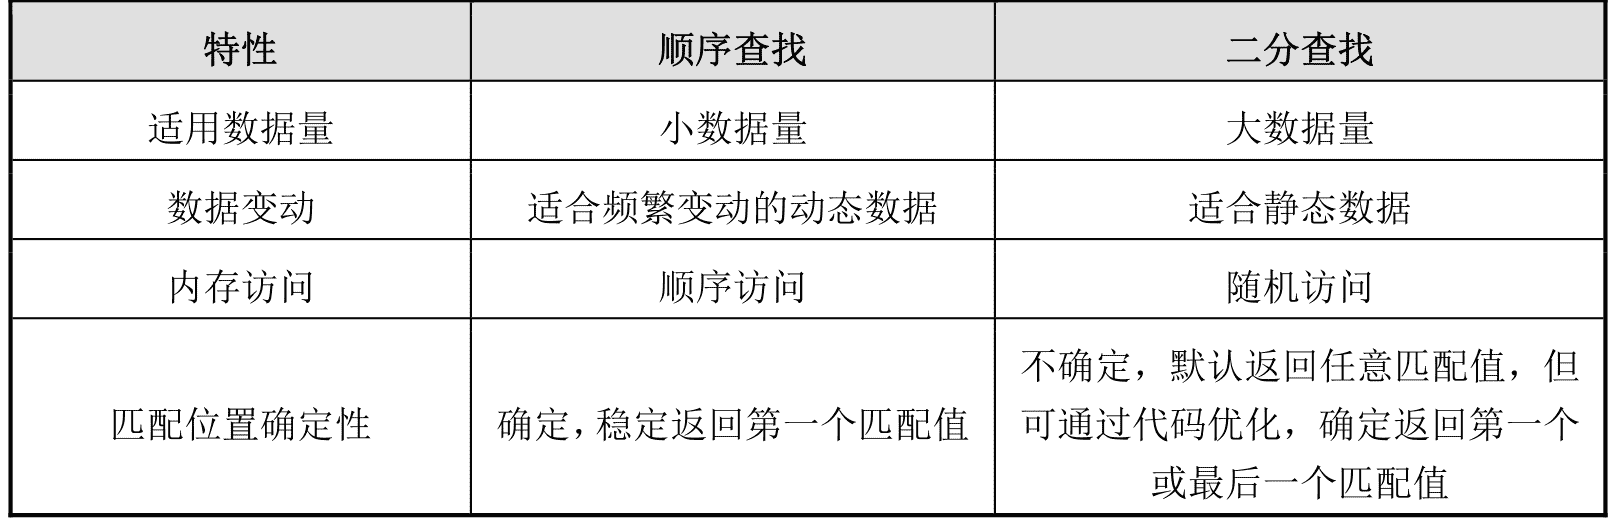 特性 顺序查找 二分查找
适用数据量 小数据量 大数据量
数据变动 适合频繁变动的动态数据 适合静态数据
内存访问 顺序访问 随机访问
匹配位置确定性 确定，稳定返回第一个匹配值 不确定，默认返回任意匹配值，但
可通过代码优化，确定返回第一个
或最后一个匹配值